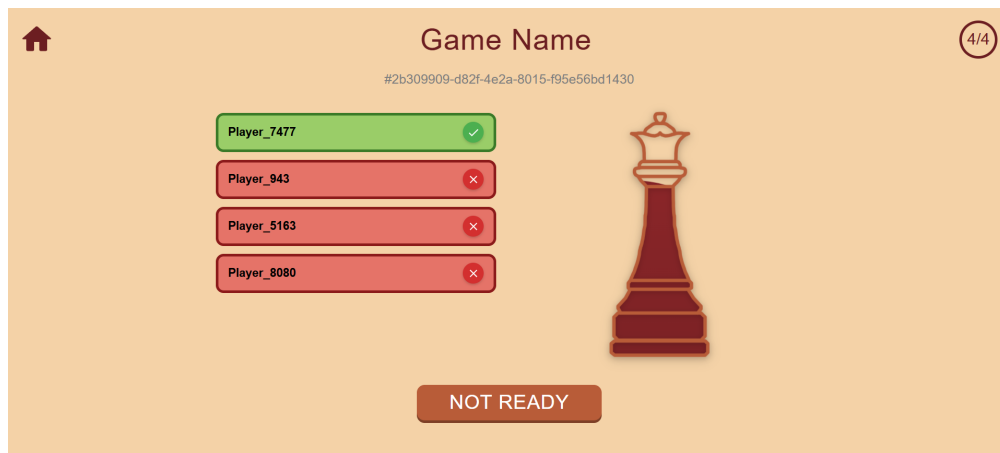 Game Name
4/4
#2b309909-d82f-4e2a-8015-f95e56bd1430
Player_7477
Player_943
Player_5163
Player_8080
NOT READY